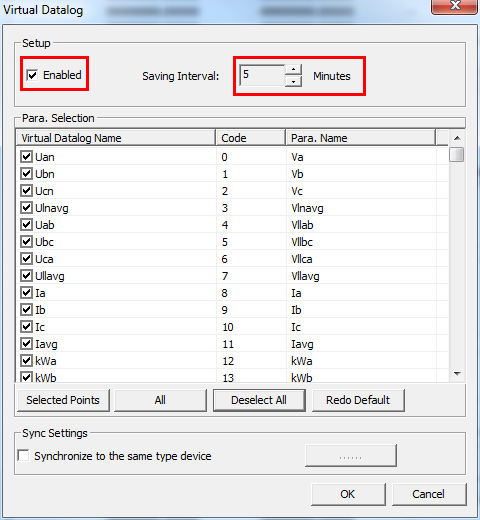 Virtual Datalog
Setup
Enabled Saving Interval: 5 Minutes
Para. Selection
Virtual Datalog Name Code Para. Name
Uan 0 Va
Ubn 1 Vb
Ucn 2 Vc
Ulnavg 3 Vlnavg
Uab 4 Vllab
Ubc 5 Vllbc
Uca 6 Vllca
Ullavg 7 Vllavg
Ia 8 Ia
Ib 9 Ib
Ic 10 Ic
Iavg 11 Iavg
kWa 12 kWa
kWb 13 kWb
Selected Points All Deselect All Redo Default
Sync Settings
Synchronize to the same type device ......
OK Cancel